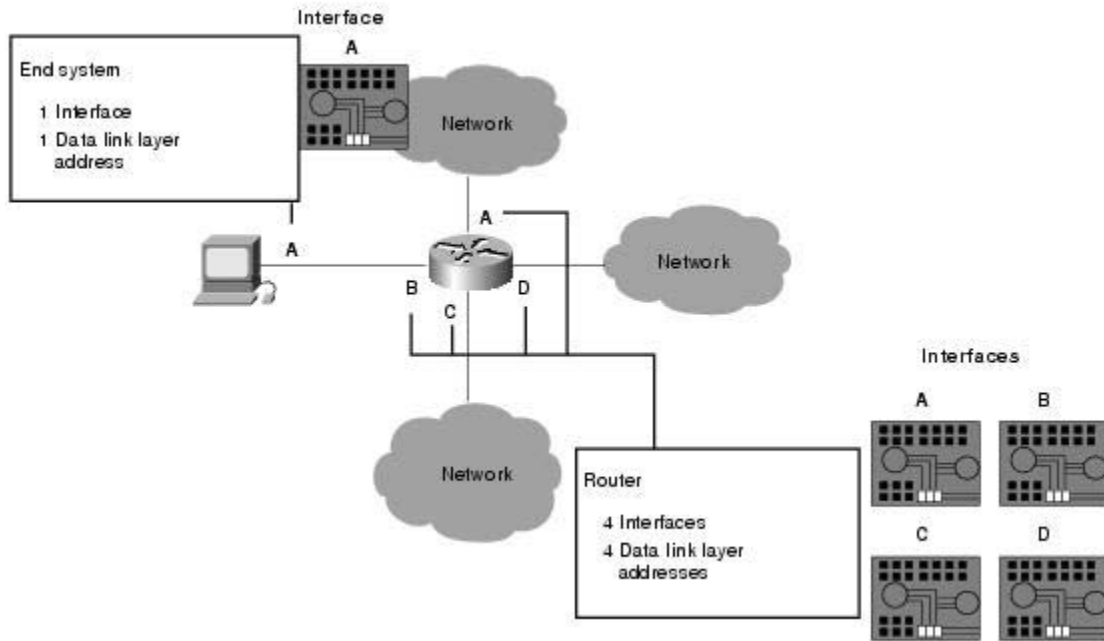 Interface
A
End system
1 Interface
1 Data link layer
address
Network
A
A
Network
B
D
C
Interfaces
A
B
Network
Router
4 Interfaces
4 Data link layer
addresses
C
D